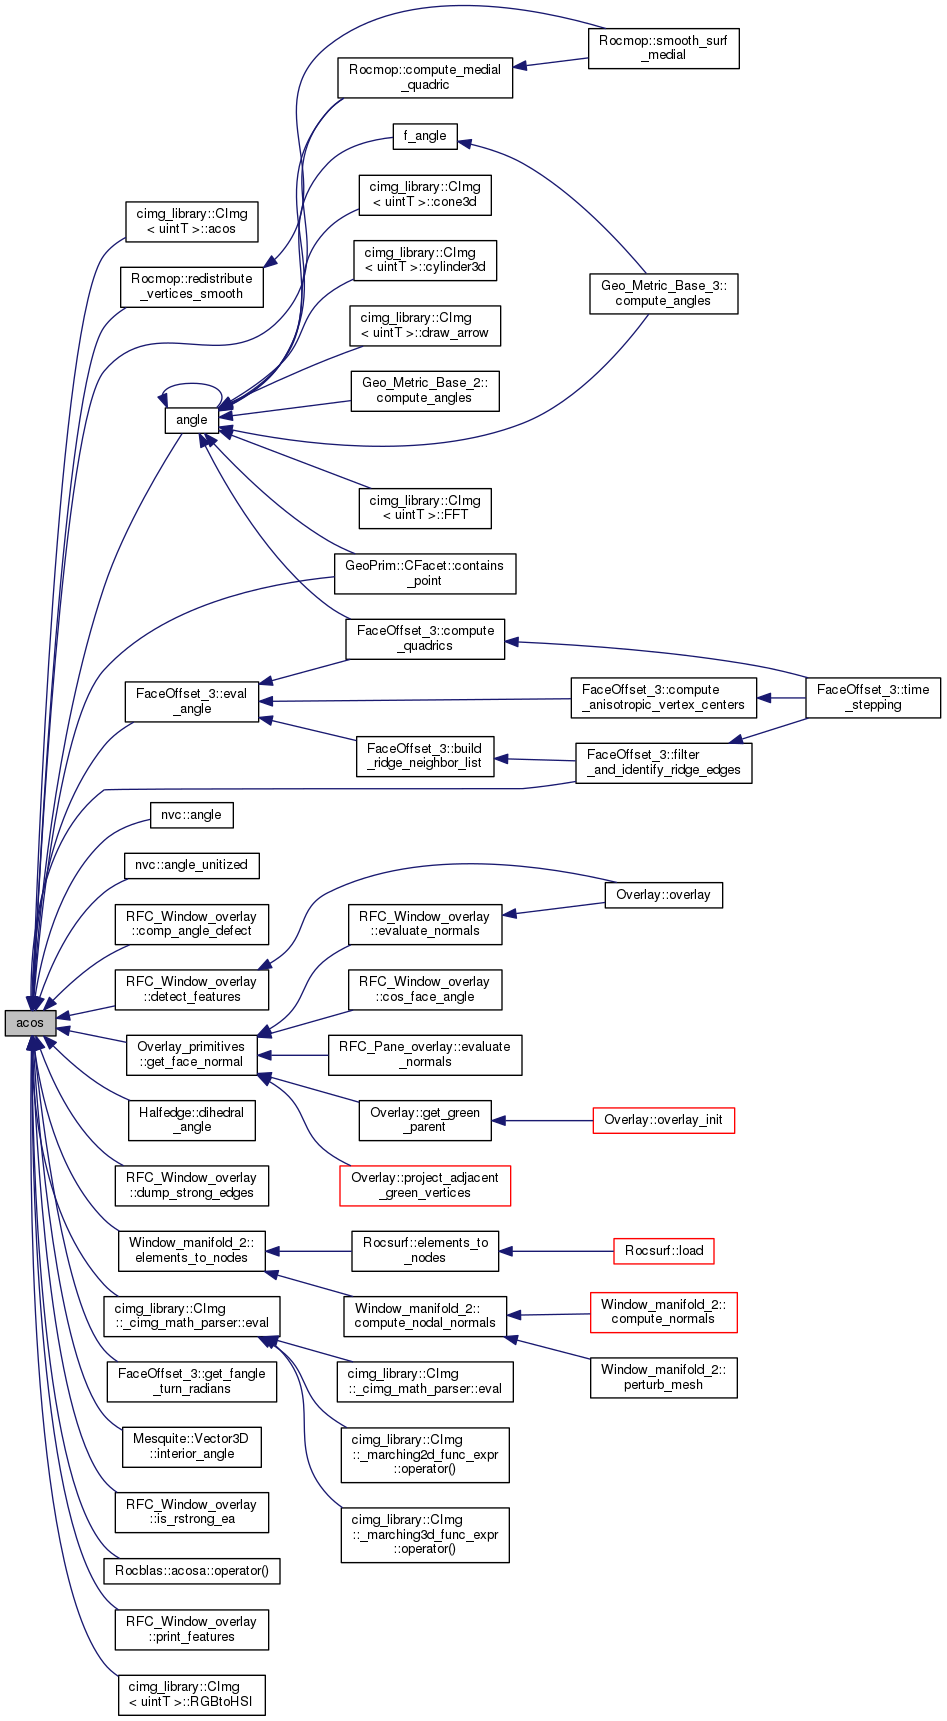 Rocmop::smooth_surf
_medial
Rocmop::compute_medial
_quadric
f_angle
cimg_library::CImg
< uintT >::cone3d
cimg_library::CImg
< uintT >::acos
cimg_library::CImg
< uintT >::cylinder3d
Rocmop::redistribute
_vertices_smooth
Geo_Metric_Base_3::
compute_angles
cimg_library::CImg
< uintT >::draw_arrow
Geo_Metric_Base_2::
compute_angles
angle
cimg_library::CImg
< uintT >::FFT
GeoPrim::CFacet::contains
_point
FaceOffset_3::compute
_quadrics
FaceOffset_3::eval
_angle
FaceOffset_3::compute
_anisotropic_vertex_centers
FaceOffset_3::time
_stepping
FaceOffset_3::build
_ridge_neighbor_list
FaceOffset_3::filter
_and_identify_ridge_edges
nvc::angle
nvc::angle_unitized
Overlay::overlay
RFC_Window_overlay
::comp_angle_defect
RFC_Window_overlay
::evaluate_normals
RFC_Window_overlay
::detect_features
RFC_Window_overlay
::cos_face_angle
acos
Overlay_primitives
::get_face_normal
RFC_Pane_overlay::evaluate
_normals
Halfedge::dihedral
_angle
Overlay::get_green
_parent
Overlay::overlay_init
RFC_Window_overlay
::dump_strong_edges
Overlay::project_adjacent
_green_vertices
Window_manifold_2::
elements_to_nodes
Rocsurf::elements_to
_nodes
Rocsurf::load
cimg_library::CImg
::_cimg_math_parser::eval
Window_manifold_2::
compute_nodal_normals
Window_manifold_2::
compute_normals
FaceOffset_3::get_fangle
_turn_radians
cimg_library::CImg
::_cimg_math_parser::eval
Window_manifold_2::
perturb_mesh
Mesquite::Vector3D
::interior_angle
cimg_library::CImg
::_marching2d_func_expr
::operator()
RFC_Window_overlay
::is_rstrong_ea
cimg_library::CImg
::_marching3d_func_expr
::operator()
Rocblas::acosa::operator()
RFC_Window_overlay
::print_features
cimg_library::CImg
< uintT >::RGBtoHSI